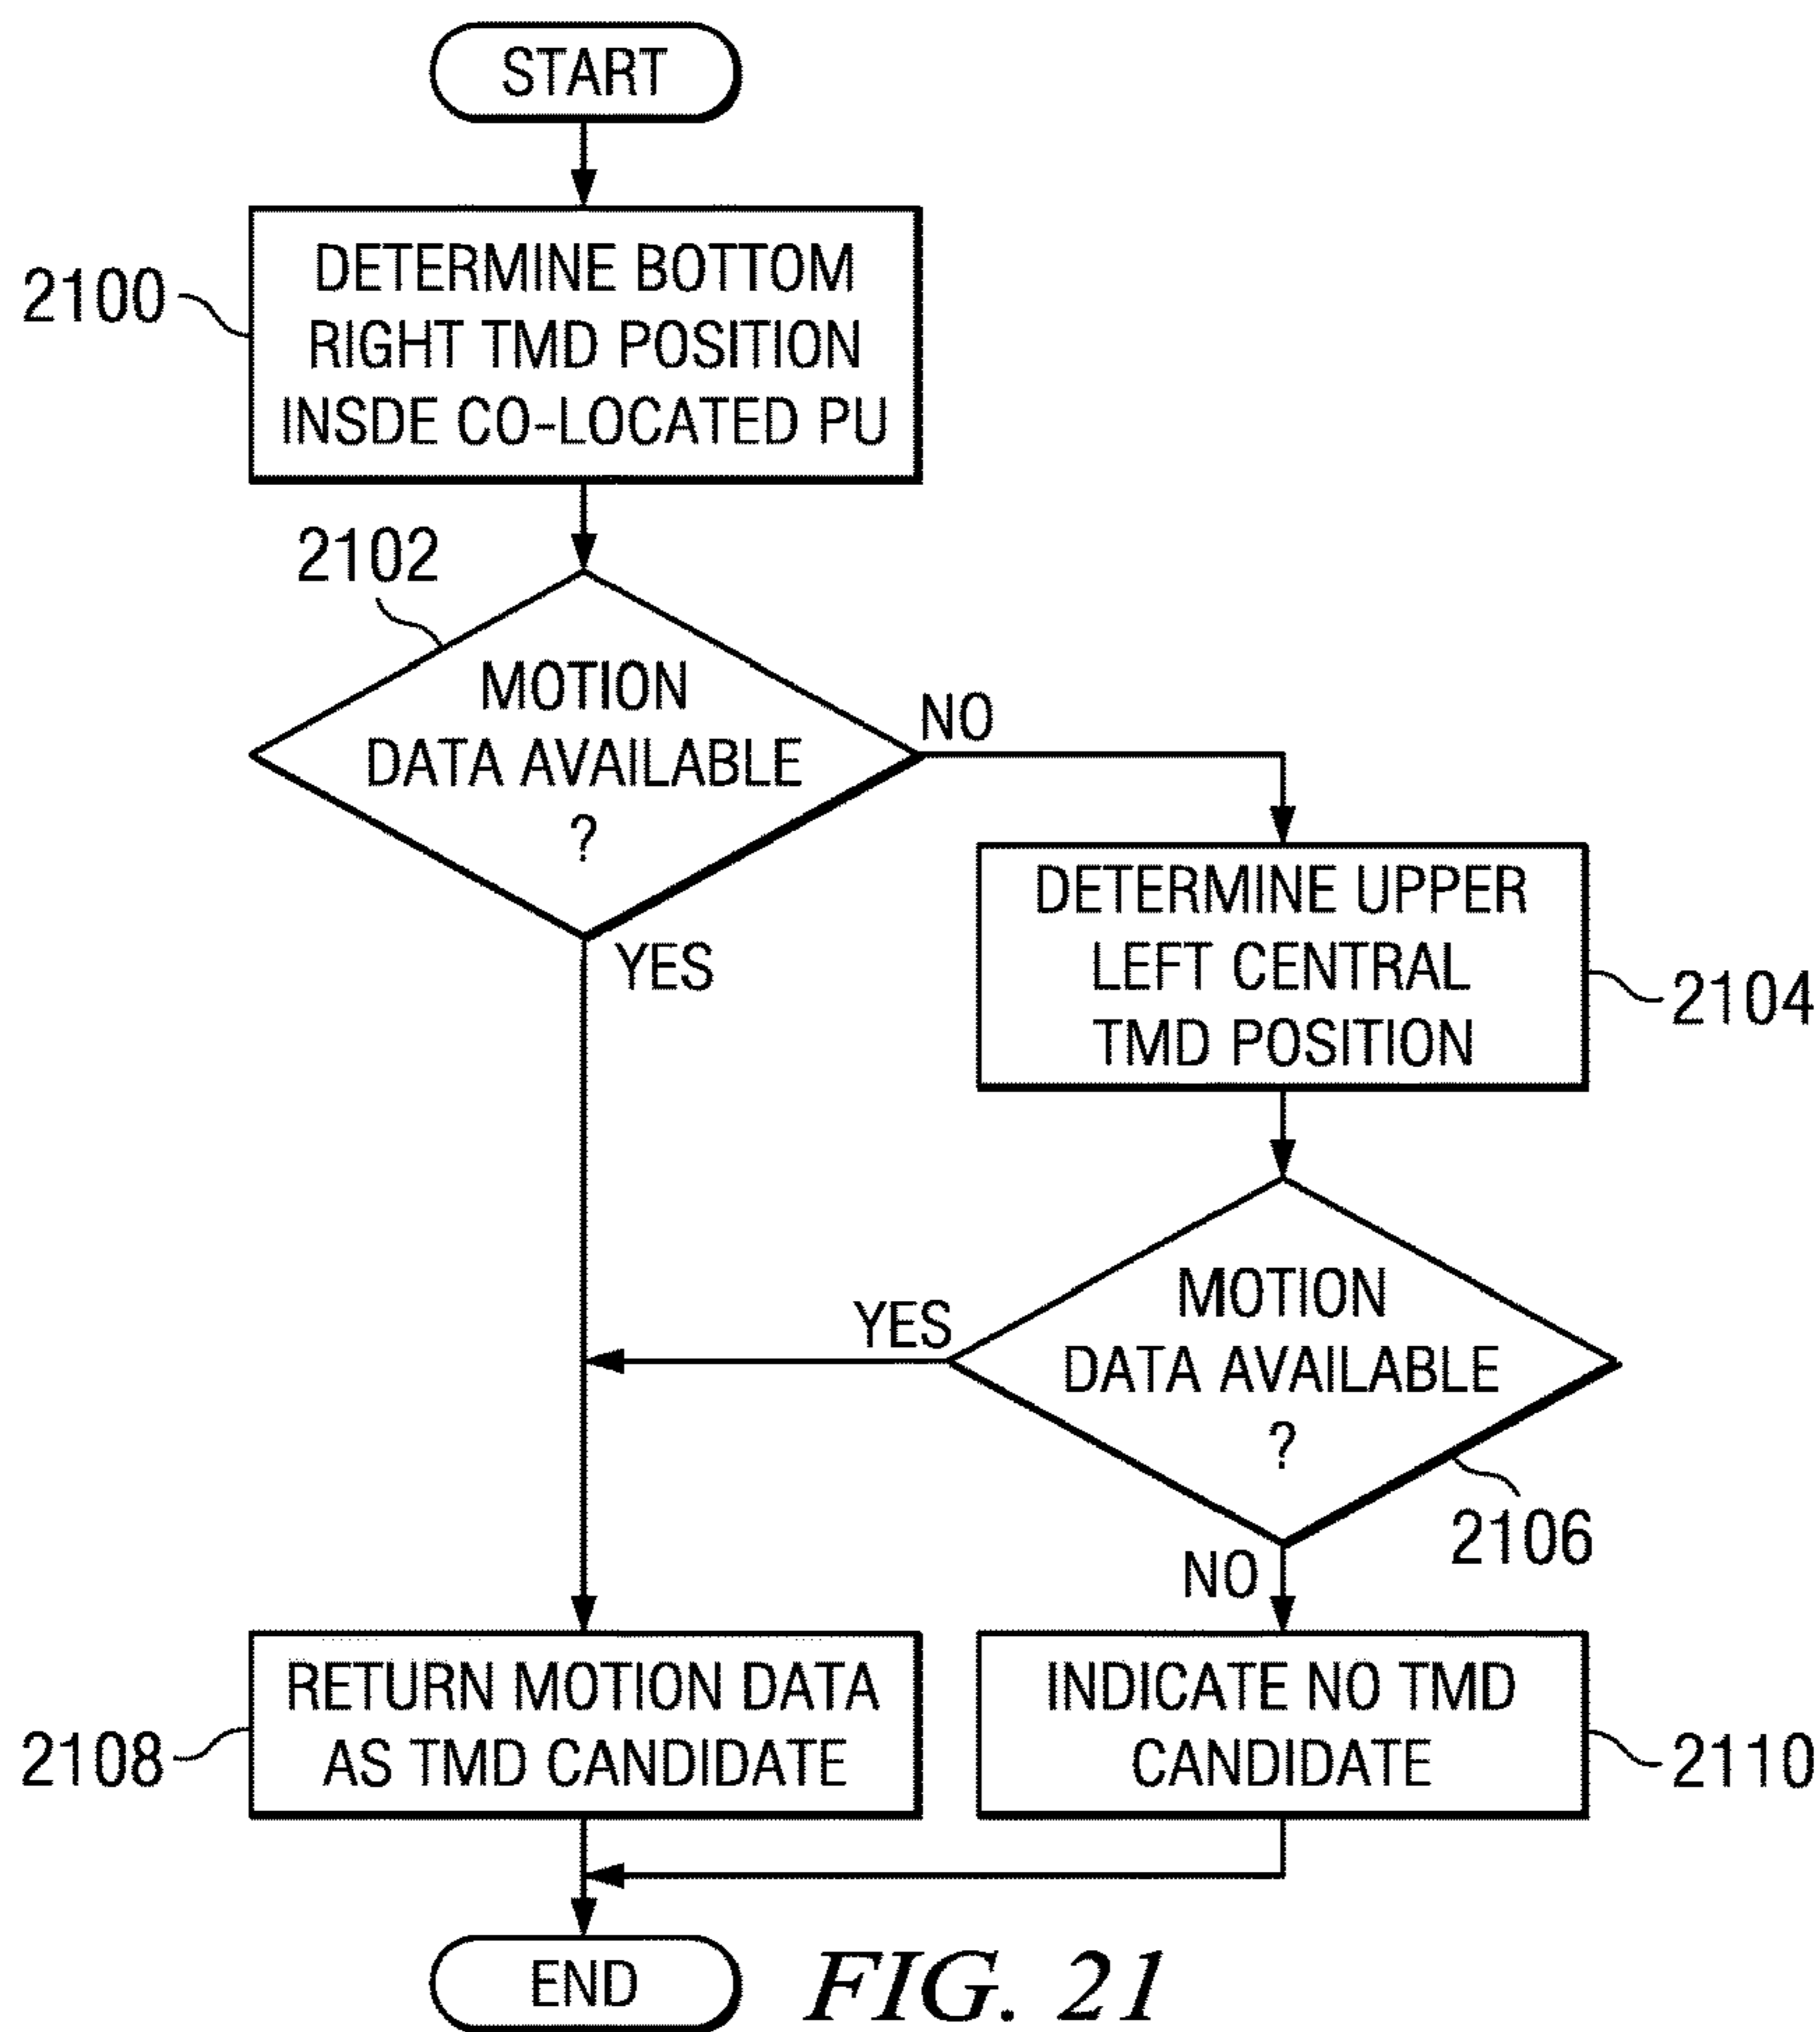 START
2100
DETERMINE BOTTOM
RIGHT TMD POSITION
INSDE CO-LOCATED PU
2102
MOTION
DATA AVAILABLE
?
NO
YES
DETERMINE UPPER
LEFT CENTRAL
TMD POSITION
2104
MOTION
DATA AVAILABLE
?
YES
2106
NO
RETURN MOTION DATA
AS TMD CANDIDATE
2108
INDICATE NO TMD
CANDIDATE
2110
END
FIG. 21